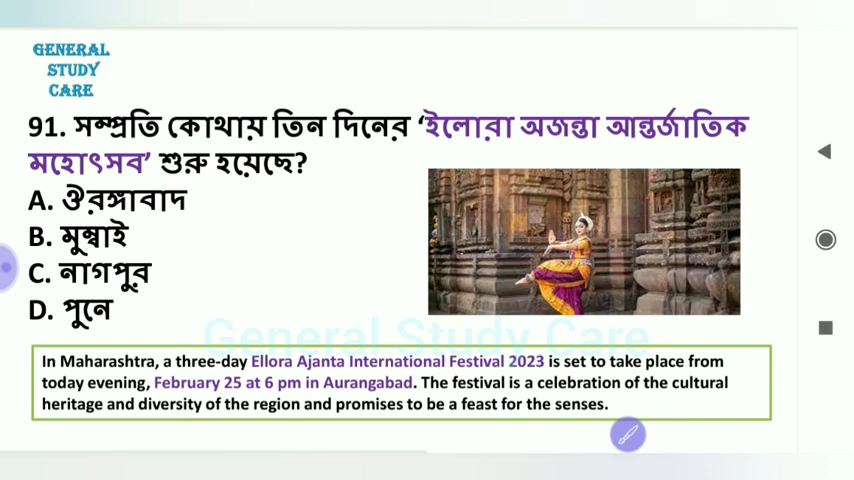 GENERAL
STUDY
CARE
91. সম্প্রতি কোথায় তিন দিনের ‘ইলোরা অজন্তা আন্তর্জাতিক
মহোৎসব’ শুরু হয়েছে?
A. ঔরঙ্গাবাদ
B. মুম্বাই
C. নাগপুর
D. পুনে
General Study Care
In Maharashtra, a three-day Ellora Ajanta International Festival 2023 is set to take place from
today evening, February 25 at 6 pm in Aurangabad. The festival is a celebration of the cultural
heritage and diversity of the region and promises to be a feast for the senses.